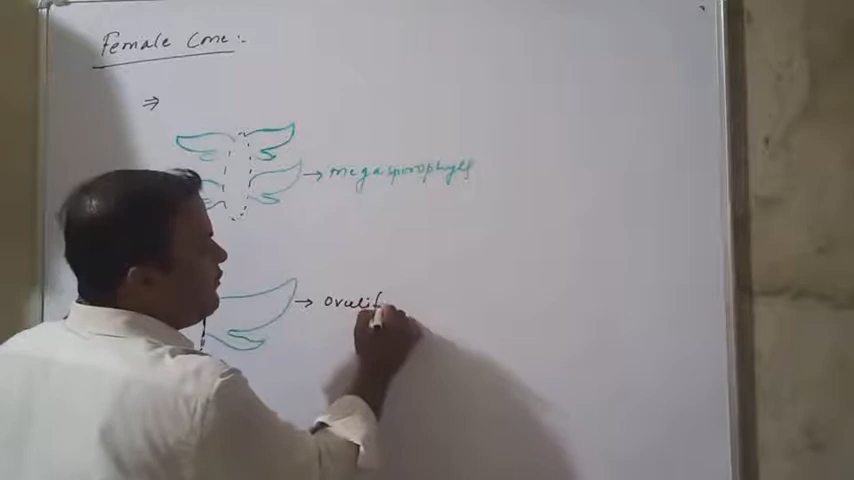 Female Cone :-
⇒
→ megasporophyll
→ ovulif